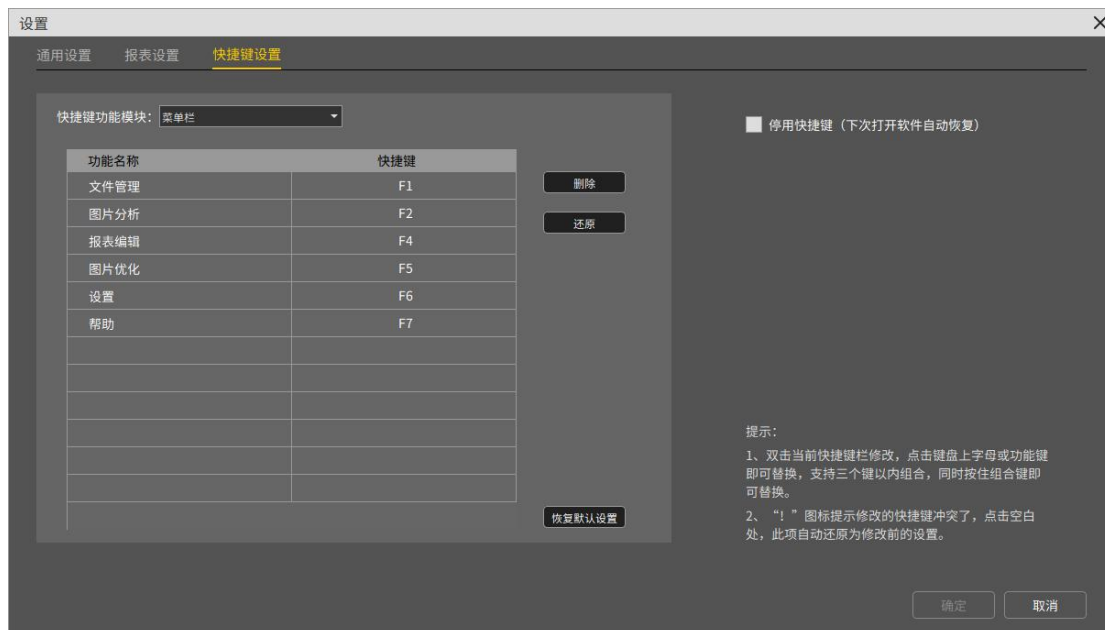 设置
通用设置 报表设置 快捷键设置
快捷键功能模块： 菜单栏
停用快捷键（下次打开软件自动恢复）
功能名称 快捷键
文件管理 F1
删除
图片分析 F2
还原
报表编辑 F4
图片优化 F5
设置 F6
帮助 F7
恢复默认设置
提示：
1、双击当前快捷键栏修改，点击键盘上字母或功能键
即可替换，支持三个键以内组合，同时按住组合键即
可替换。
2、“！”图标提示修改的快捷键冲突了，点击空白
处，此项自动还原为修改前的设置。
确定 取消